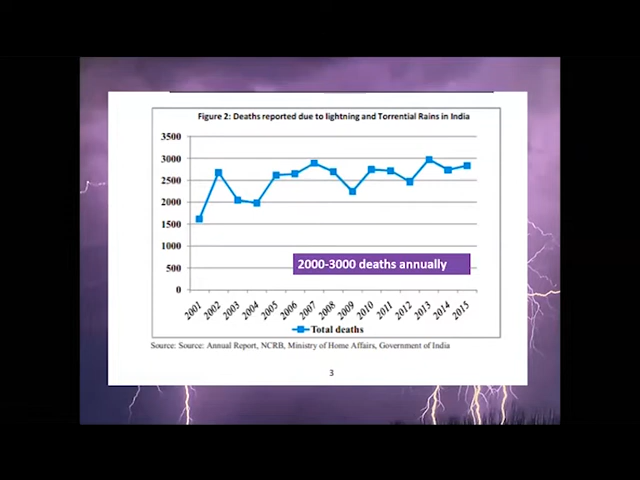 Figure 2: Deaths reported due to lightning and Torrential Rains in India
3500
3000
2500
2000
1500
1000
500
0
2000-3000 deaths annually
2001 2002 2003 2004 2005 2006 2007 2008 2009 2010 2011 2012 2013 2014 2015
Total deaths
Source: Source: Annual Report, NCRB, Ministry of Home Affairs, Government of India
3